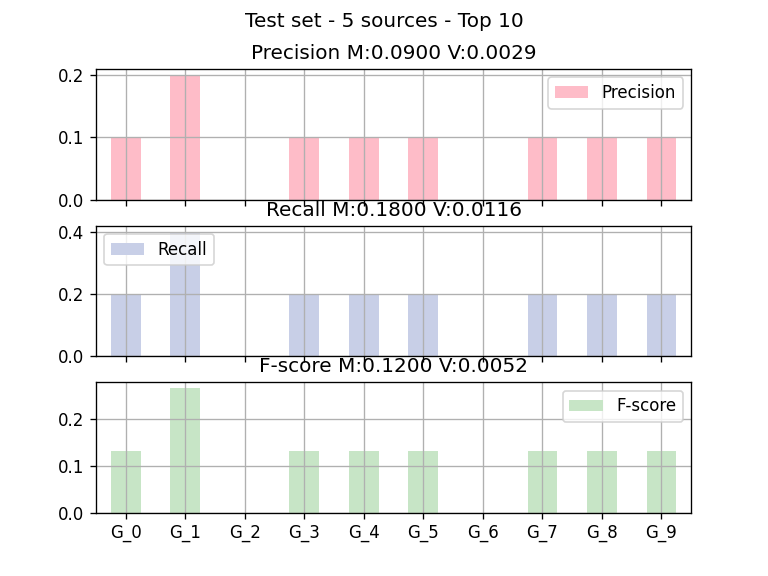 Test set - 5 sources - Top 10
Precision M:0.0900 V:0.0029
0.2
0.1
0.0
Precision
Recall M:0.1800 V:0.0116
0.4
0.2
0.0
Recall
F-score M:0.1200 V:0.0052
0.2
0.1
0.0
F-score
G_0 G_1 G_2 G_3 G_4 G_5 G_6 G_7 G_8 G_9